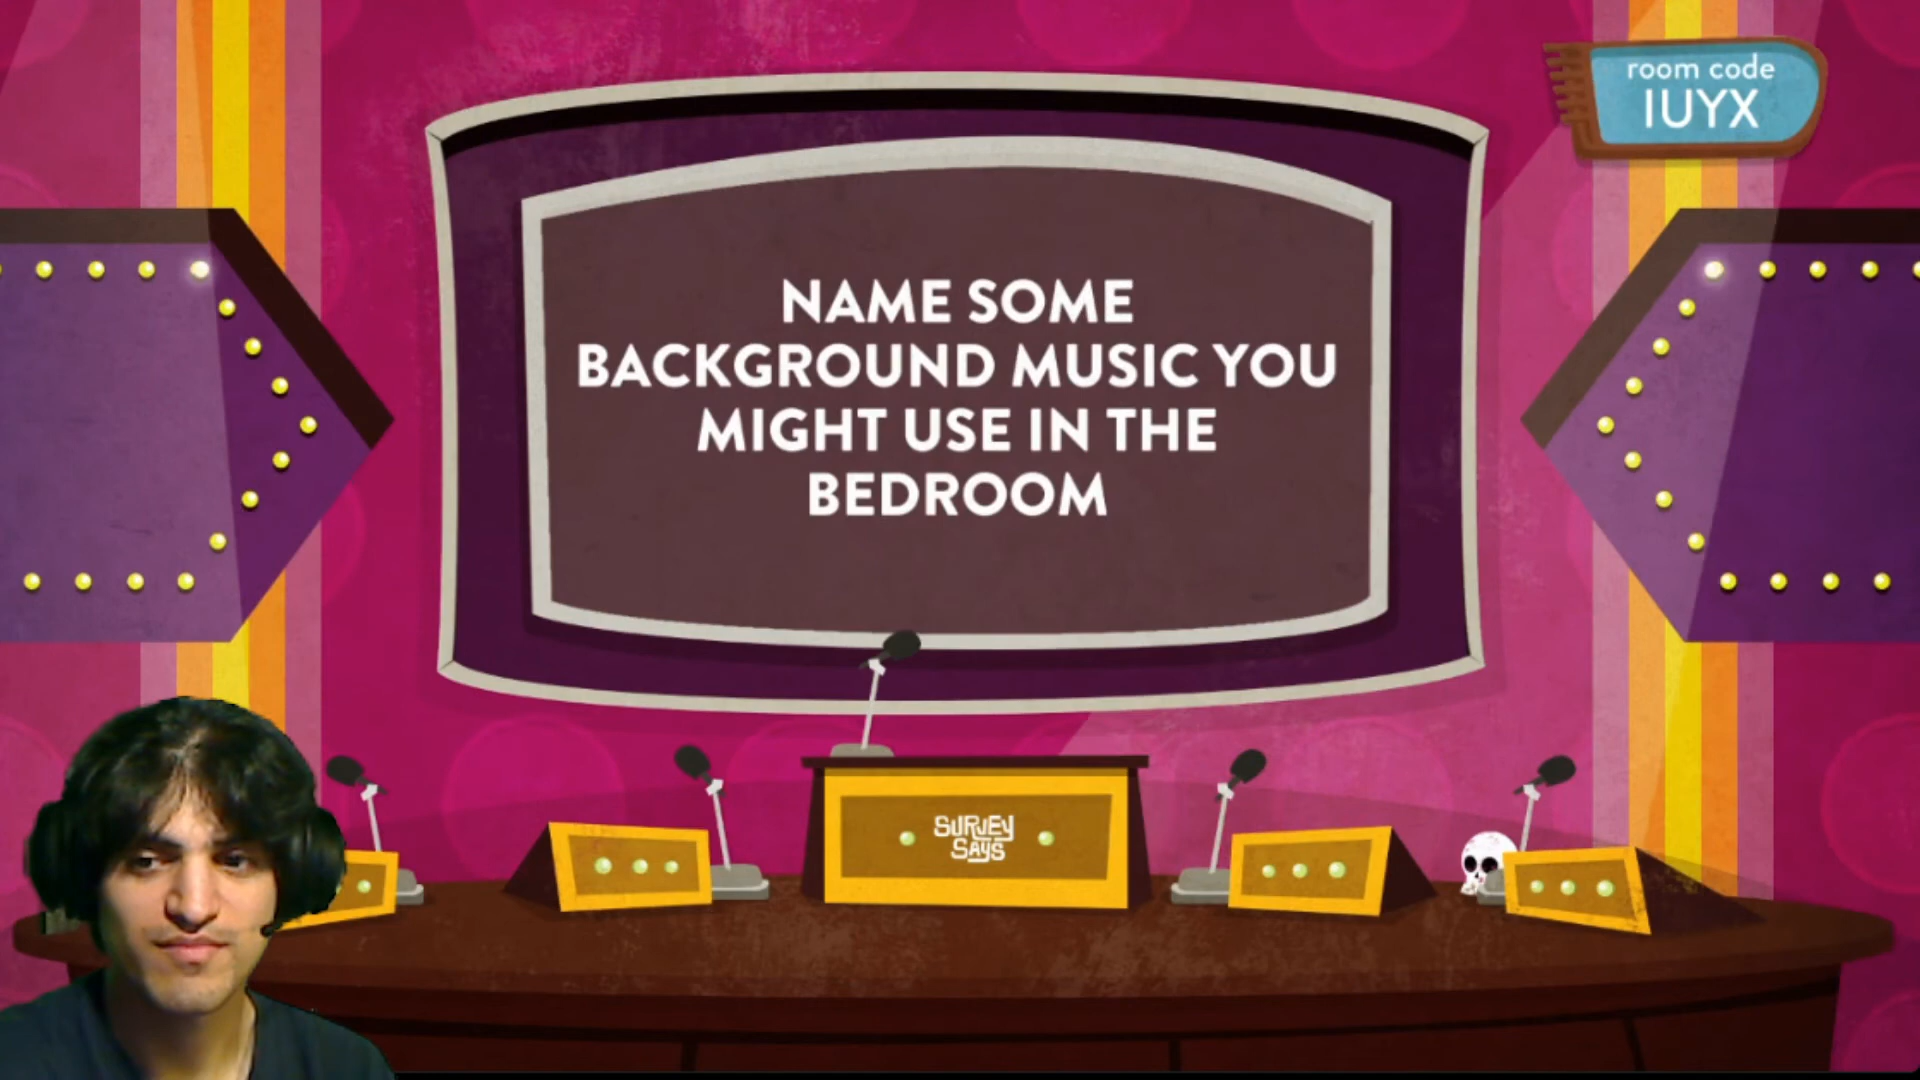 room code
IUYX
NAME SOME
BACKGROUND MUSIC YOU
MIGHT USE IN THE
BEDROOM
SURVEY
SAYS